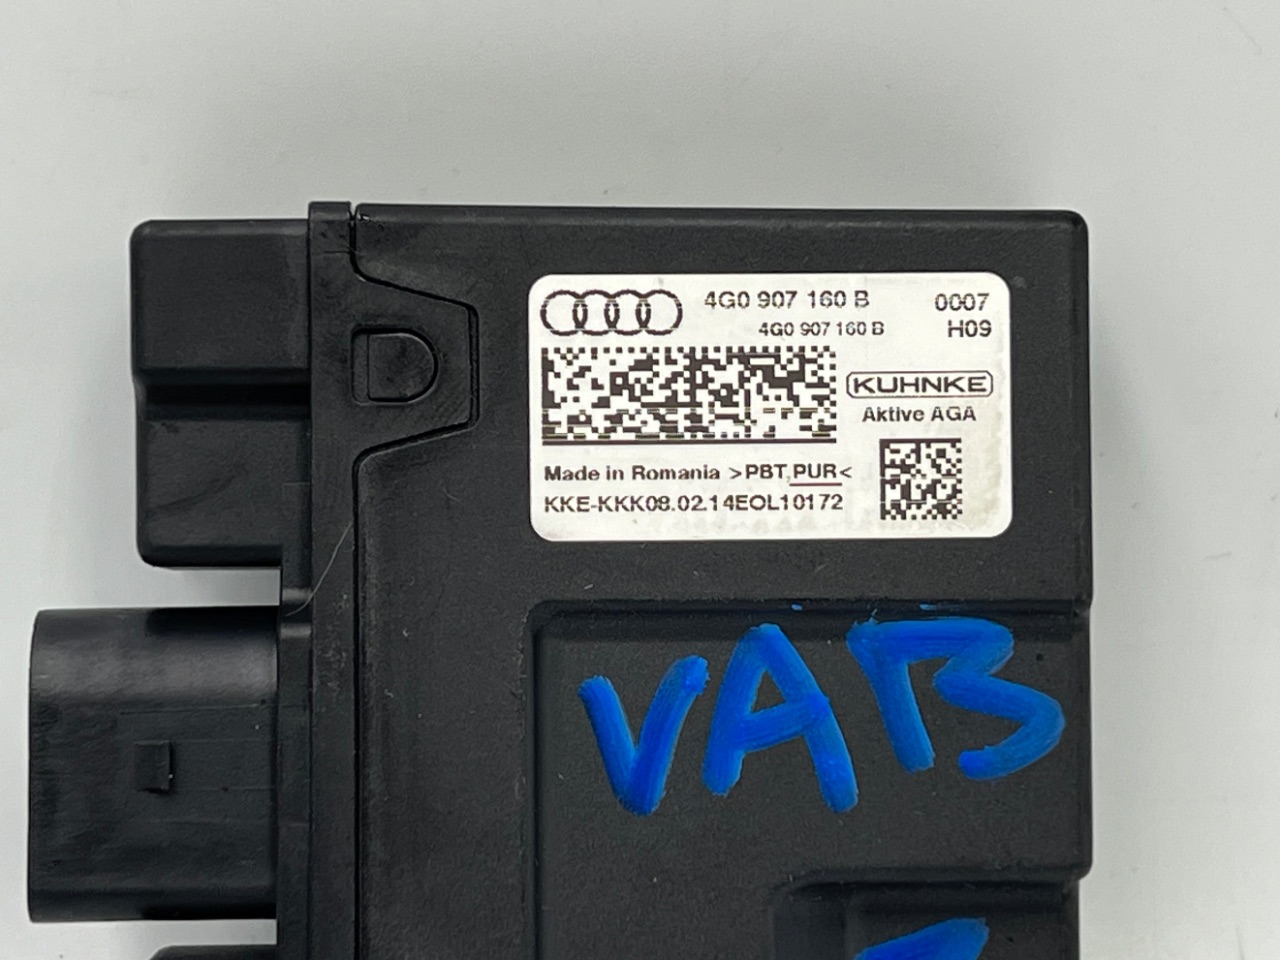 4G0 907 160 B 0007
4G0 907 160 B H09
KUHNKE
Aktive AGA
Made in Romania >PBT,PUR<
KKE-KKK08.02.14EOL10172
VAB